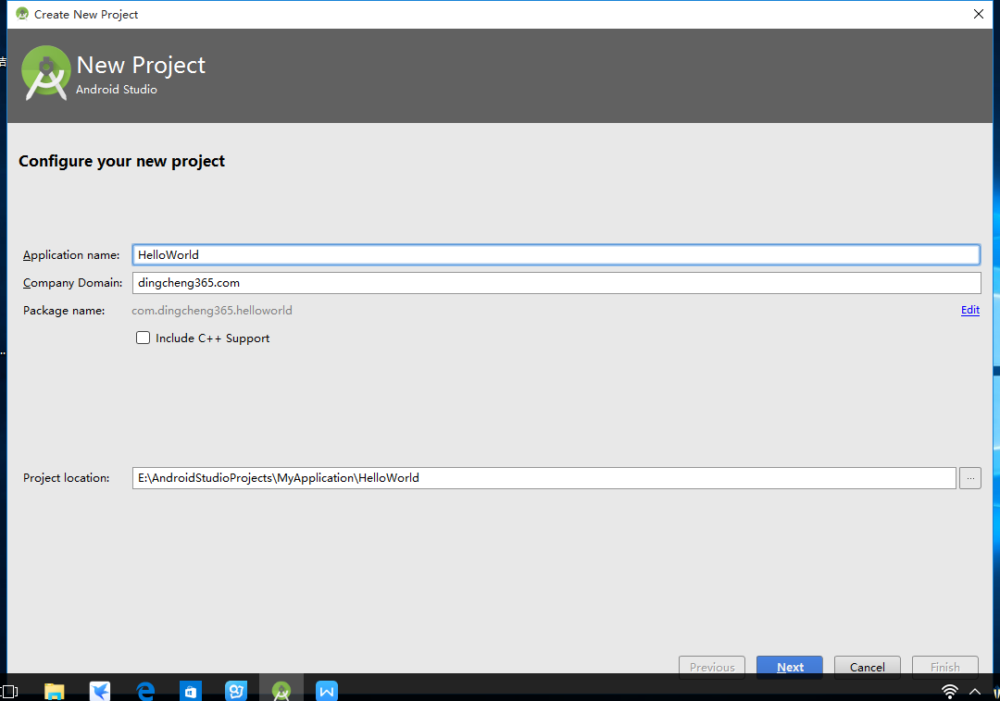 Create New Project
New Project
Android Studio
Configure your new project
Application name: HelloWorld
Company Domain: dingcheng365.com
Package name: com.dingcheng365.helloworld Edit
Include C++ Support
Project location: E:\AndroidStudioProjects\MyApplication\HelloWorld ...
Previous Next Cancel Finish